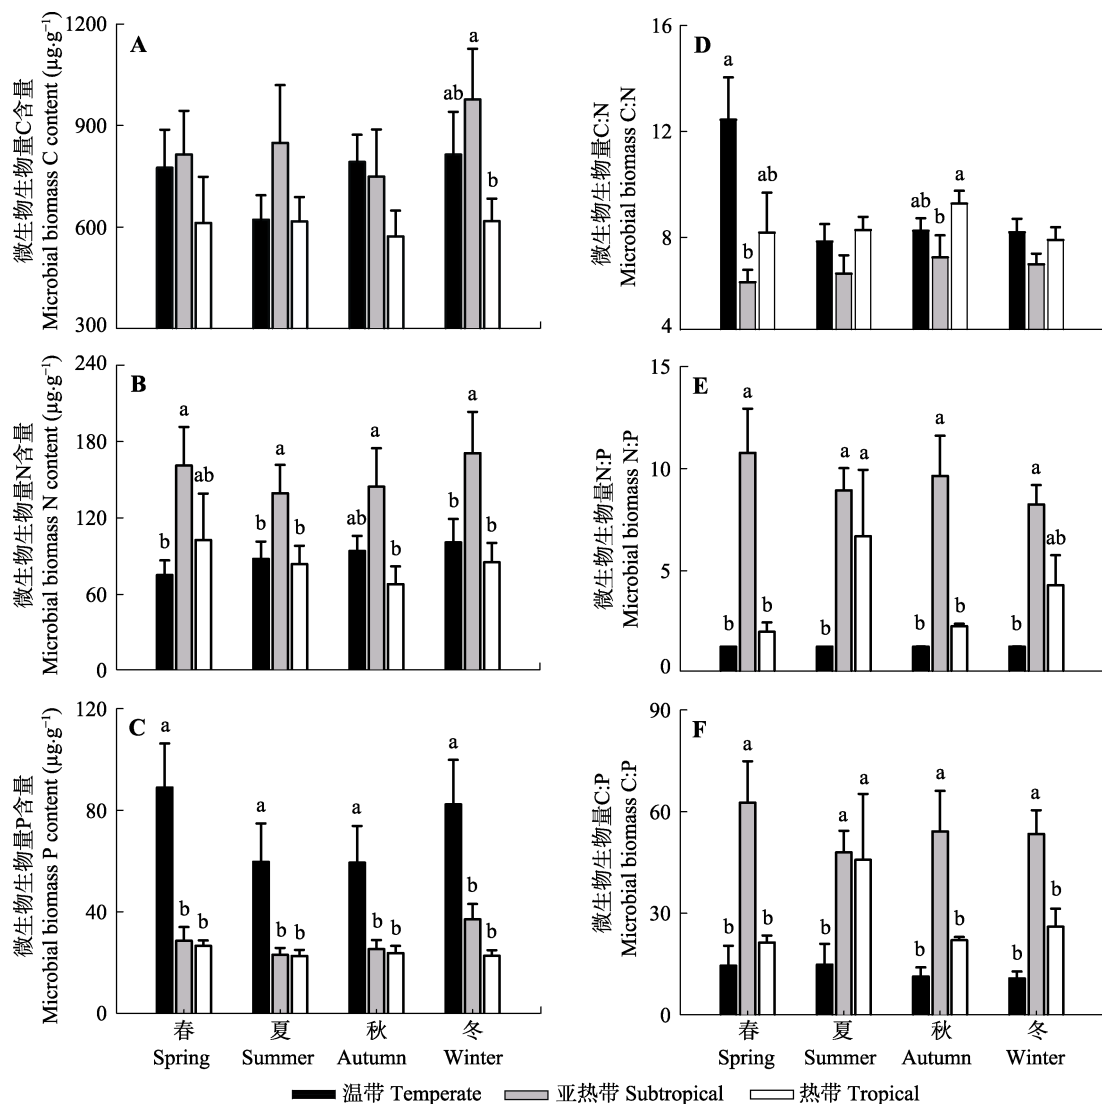 微生物生物量C含量
Microbial biomass C content (μg·g⁻¹)
1200
900
600
300
A
ab
a
b
微生物生物量C:N
Microbial biomass C:N
16
12
8
4
D
a
b
ab
ab
b
a
微生物生物量N含量
Microbial biomass N content (μg·g⁻¹)
240
180
120
60
0
B
b
a
ab
b
a
b
ab
a
b
b
a
b
微生物生物量N:P
Microbial biomass N:P
15
10
5
0
E
b
a
b
b
a
a
b
a
b
b
a
ab
微生物生物量P含量
Microbial biomass P content (μg·g⁻¹)
120
80
40
0
C
a
b
b
a
b
b
a
b
b
a
b
b
春
夏
秋
冬
Spring
Summer
Autumn
Winter
微生物生物量C:P
Microbial biomass C:P
90
60
30
0
F
b
a
b
b
a
a
b
a
b
b
a
b
春
夏
秋
冬
Spring
Summer
Autumn
Winter
温带 Temperate
亚热带 Subtropical
热带 Tropical